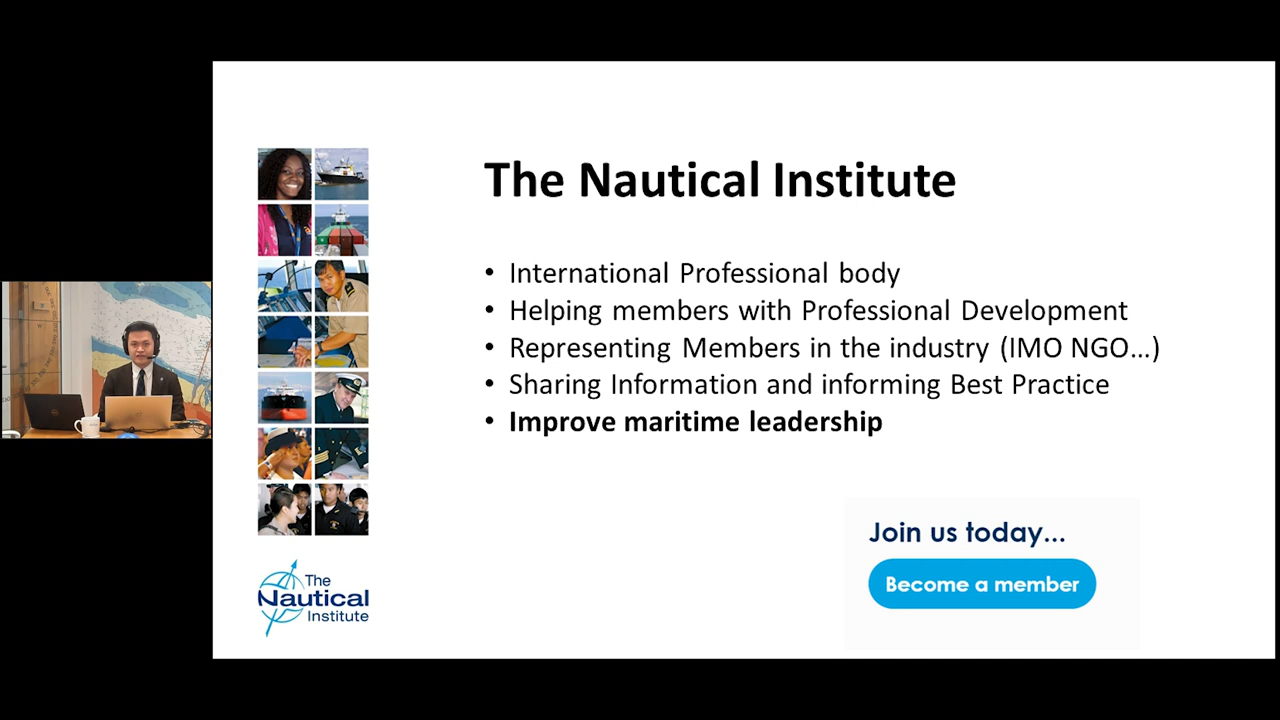 The Nautical Institute
• International Professional body
• Helping members with Professional Development
• Representing Members in the industry (IMO NGO...)
• Sharing Information and informing Best Practice
• Improve maritime leadership
Join us today...
Become a member
The
Nautical
Institute